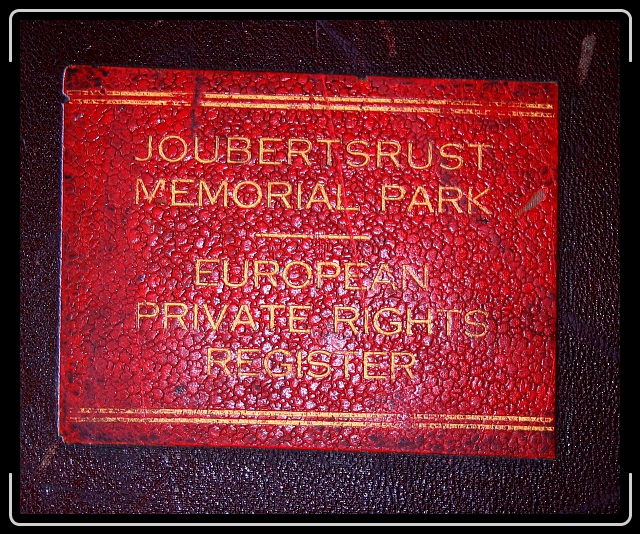 JOUBERTSRUST
MEMORIAL PARK
EUROPEAN
PRIVATE RIGHTS
REGISTER